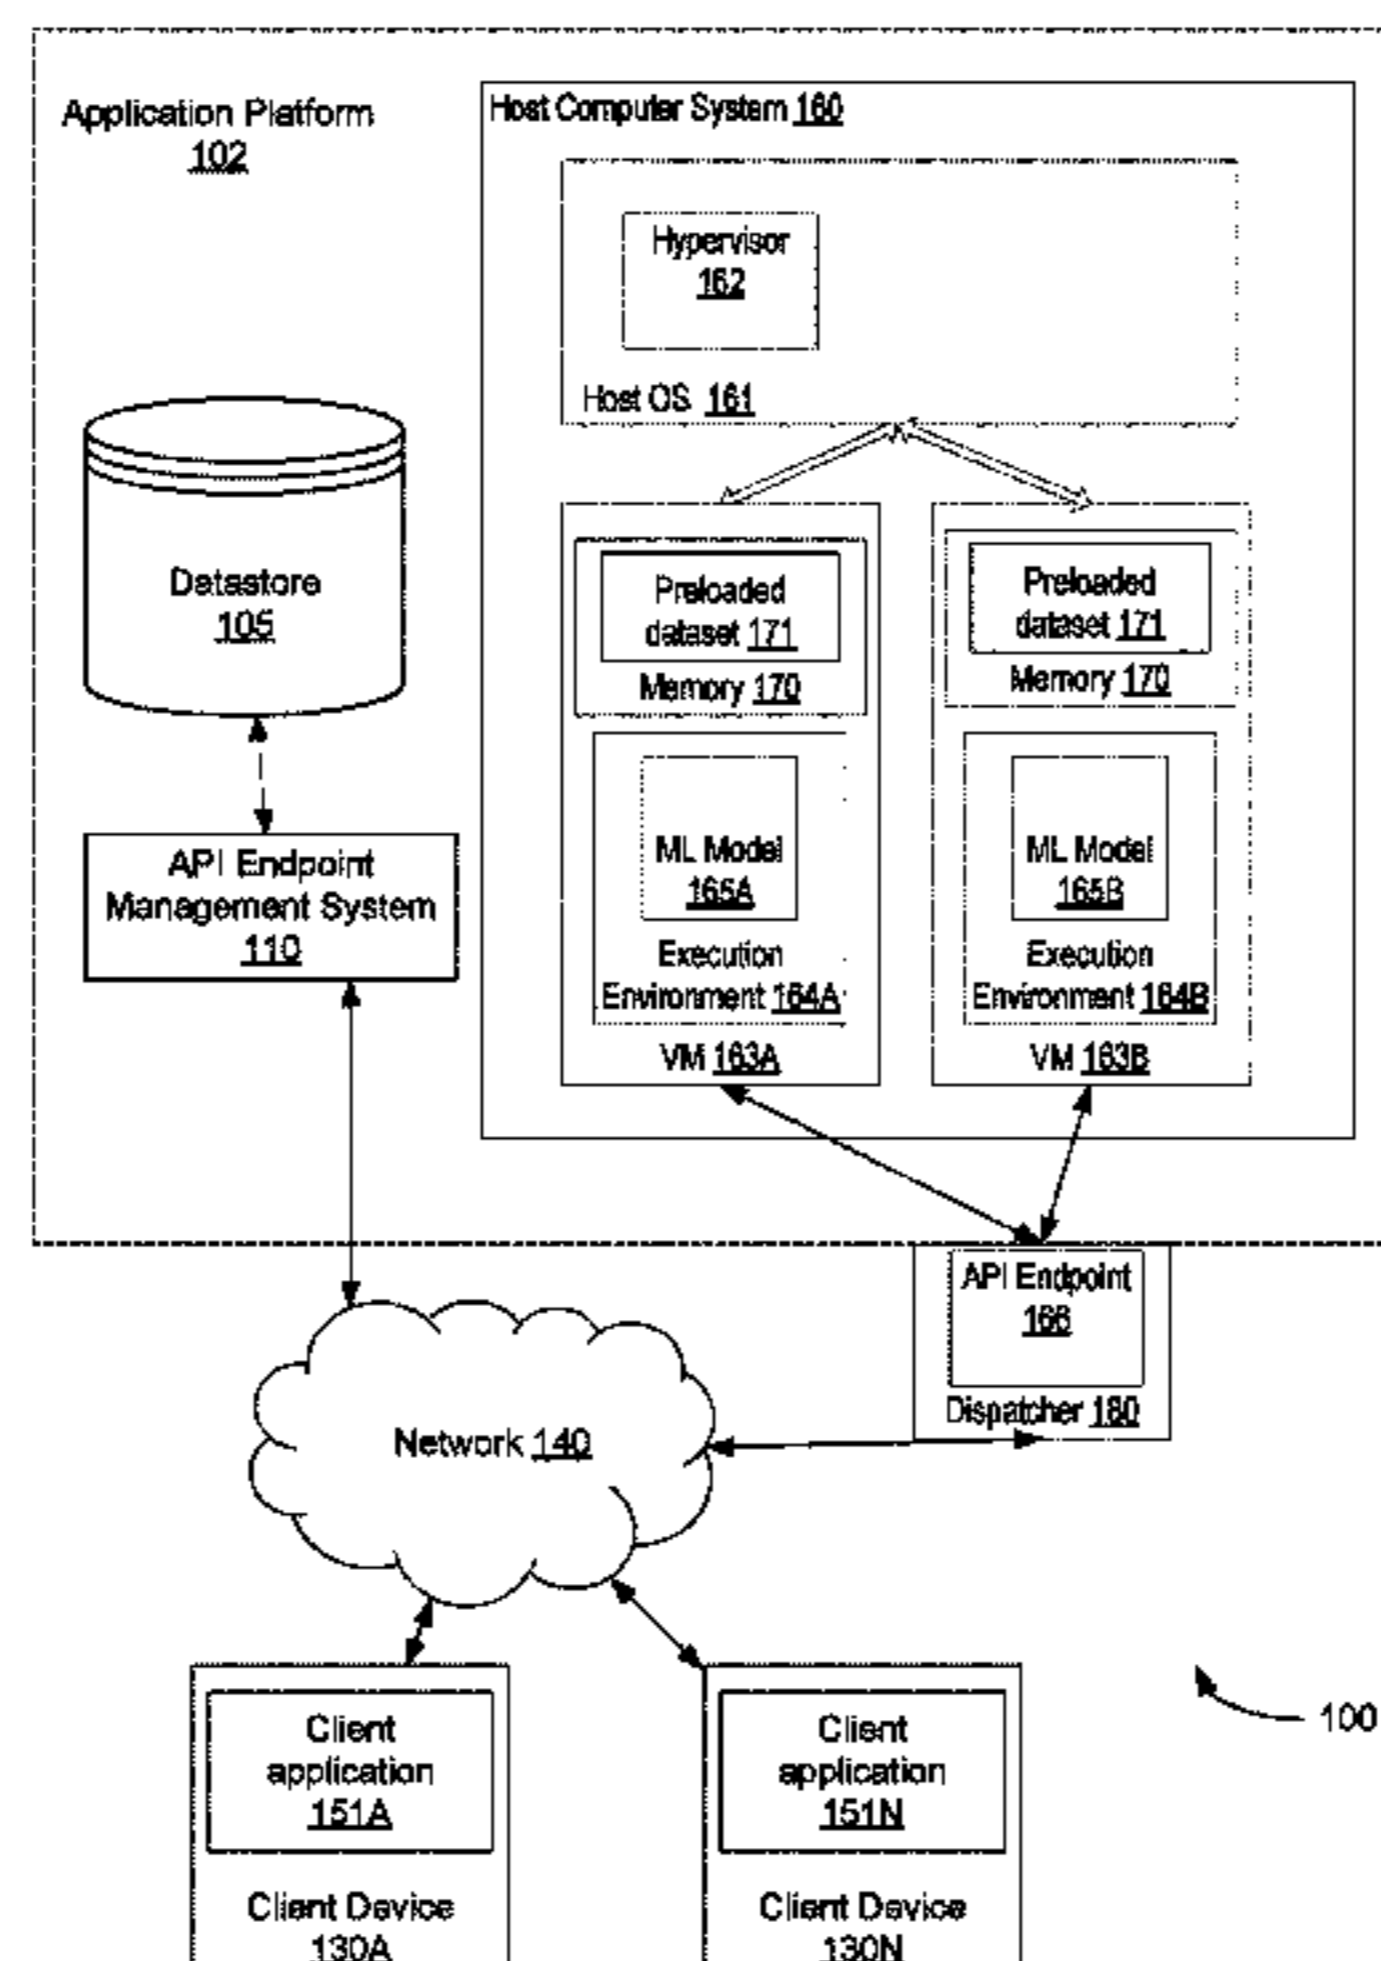 Application Platform
102
Host Computer System 160
Hypervisor
162
Host OS 161
Datastore
105
Preloaded
dataset 171
Memory 170
Preloaded
dataset 171
Memory 170
API Endpoint
Management System
110
ML Model
165A
Execution
Environment 164A
VM 163A
ML Model
165B
Execution
Environment 164B
VM 163B
API Endpoint
166
Dispatcher 180
Network 140
Client
application
151A
Client Device
130A
Client
application
151N
Client Device
130N
100